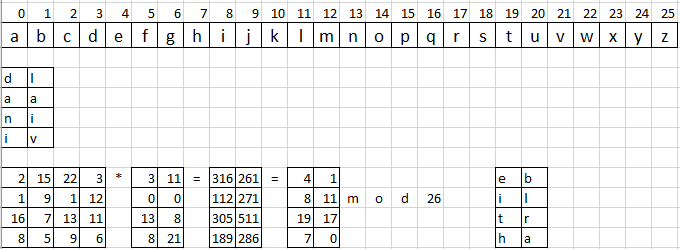 0 1 2 3 4 5 6 7 8 9 10 11 12 13 14 15 16 17 18 19 20 21 22 23 24 25
a b c d e f g h i j k l m n o p q r s t u v w x y z
d l
a a
n i
i v
2 15 22 3 * 3 11 = 316 261 = 4 1 e b
1 9 1 12 0 0 112 271 8 11 m o d 26 i l
16 7 13 11 13 8 305 511 19 17 t r
8 5 9 6 8 21 189 286 7 0 h a